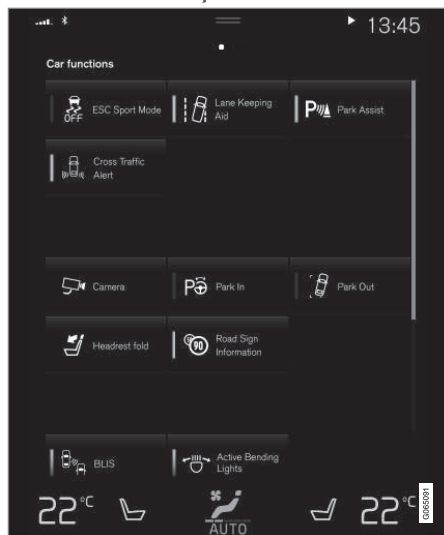 13:45
Car functions
OFF
ESC Sport Mode
Lane Keeping
Aid
P
Park Assist
Cross Traffic
Alert
Camera
P
Park In
Park Out
Headrest fold
90
Road Sign
Information
BLIS
Active Bending
Lights
22°C
AUTO
22°C
G065091